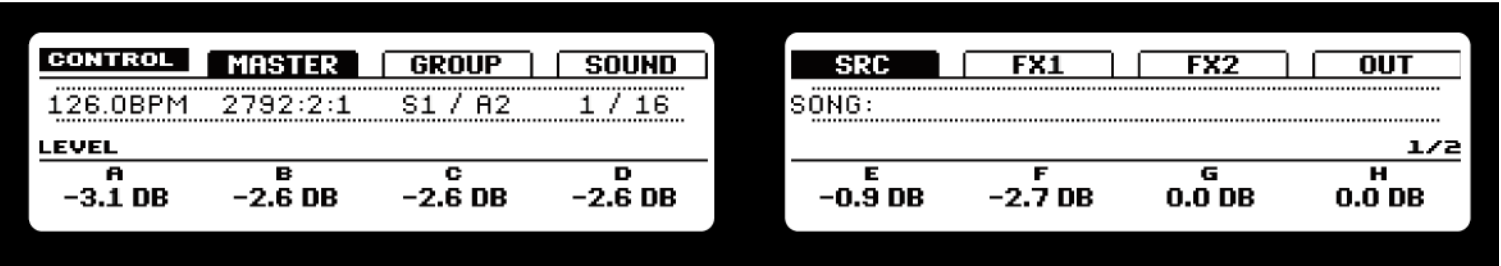 CONTROL MASTER GROUP SOUND
126.0BPM 2792:2:1 S1 / A2 1 / 16
LEVEL
A B C D
-3.1 DB -2.6 DB -2.6 DB -2.6 DB
SRC FX1 FX2 OUT
SONG:
1/2
E F G H
-0.9 DB -2.7 DB 0.0 DB 0.0 DB